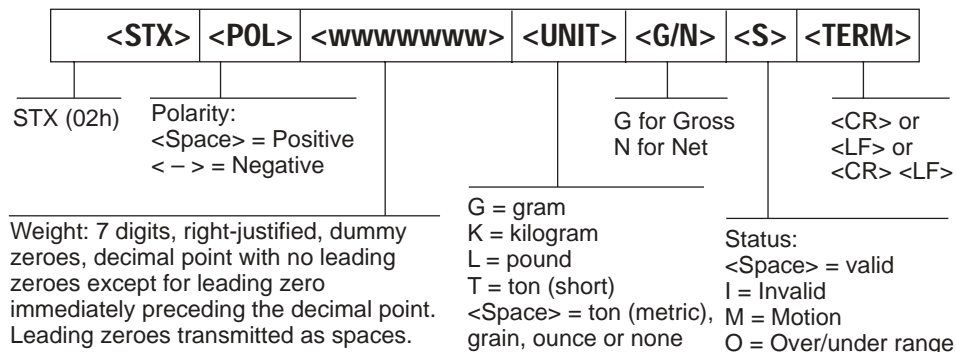 <STX> <POL> <wwwwwww> <UNIT> <G/N> <S> <TERM>
STX (02h)
Polarity:
<Space> = Positive
< – > = Negative
G for Gross
N for Net
<CR> or
<LF> or
<CR> <LF>
Weight: 7 digits, right-justified, dummy
zeroes, decimal point with no leading
zeroes except for leading zero
immediately preceding the decimal point.
Leading zeroes transmitted as spaces.
G = gram
K = kilogram
L = pound
T = ton (short)
<Space> = ton (metric),
grain, ounce or none
Status:
<Space> = valid
I = Invalid
M = Motion
O = Over/under range